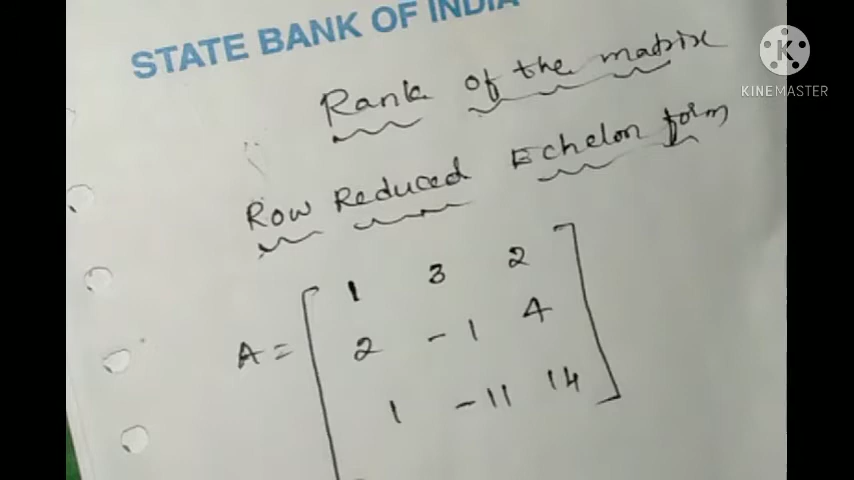 STATE BANK OF INDIA
KINEMASTER
Rank of the matrix
Row Reduced Echelon form
1 3 2
A = 2 -1 4
1 -11 14